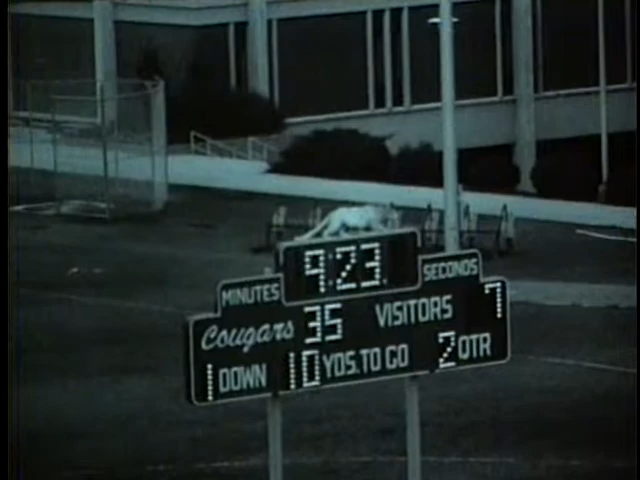 9:23
MINUTES SECONDS
Cougars 35 VISITORS 7
1 DOWN 10 YDS. TO GO 2 QTR